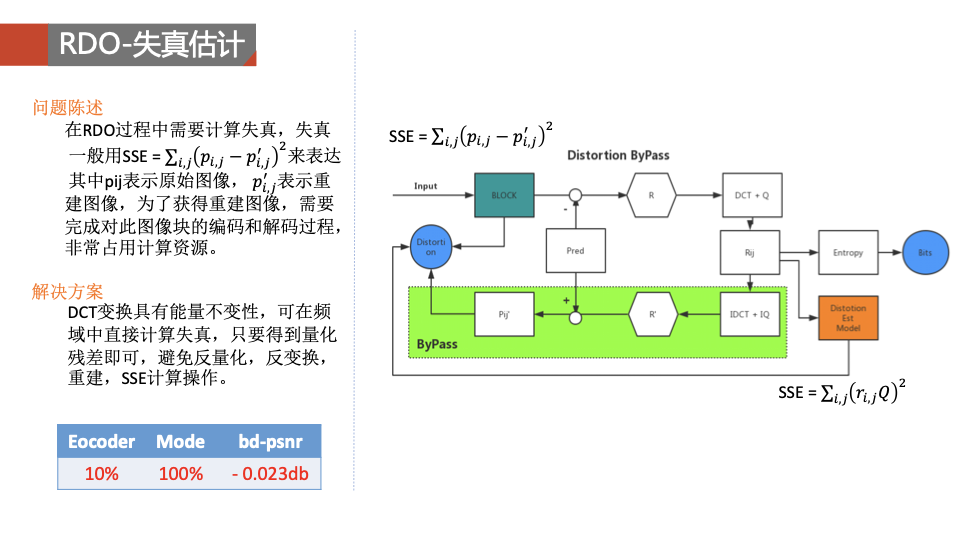 RDO-失真估计
问题陈述
在RDO过程中需要计算失真，失真
一般用SSE = ∑i,j(pi,j − p′i,j)²来表达
其中pij表示原始图像， p′i,j表示重
建图像，为了获得重建图像，需要
完成对此图像块的编码和解码过程，
非常占用计算资源。
解决方案
DCT变换具有能量不变性，可在频
域中直接计算失真，只要得到量化
残差即可，避免反量化，反变换，
重建，SSE计算操作。
Eocoder Mode bd-psnr
10% 100% - 0.023db
SSE = ∑i,j(pi,j − p′i,j)²
Distortion ByPass
Input
BLOCK
-
R
DCT + Q
Distorti
on
Pred
Rij
Entropy
Bits
+
Pij'
R'
IDCT + IQ
Distotion
Est
Model
ByPass
SSE = ∑i,j(ri,jQ)²